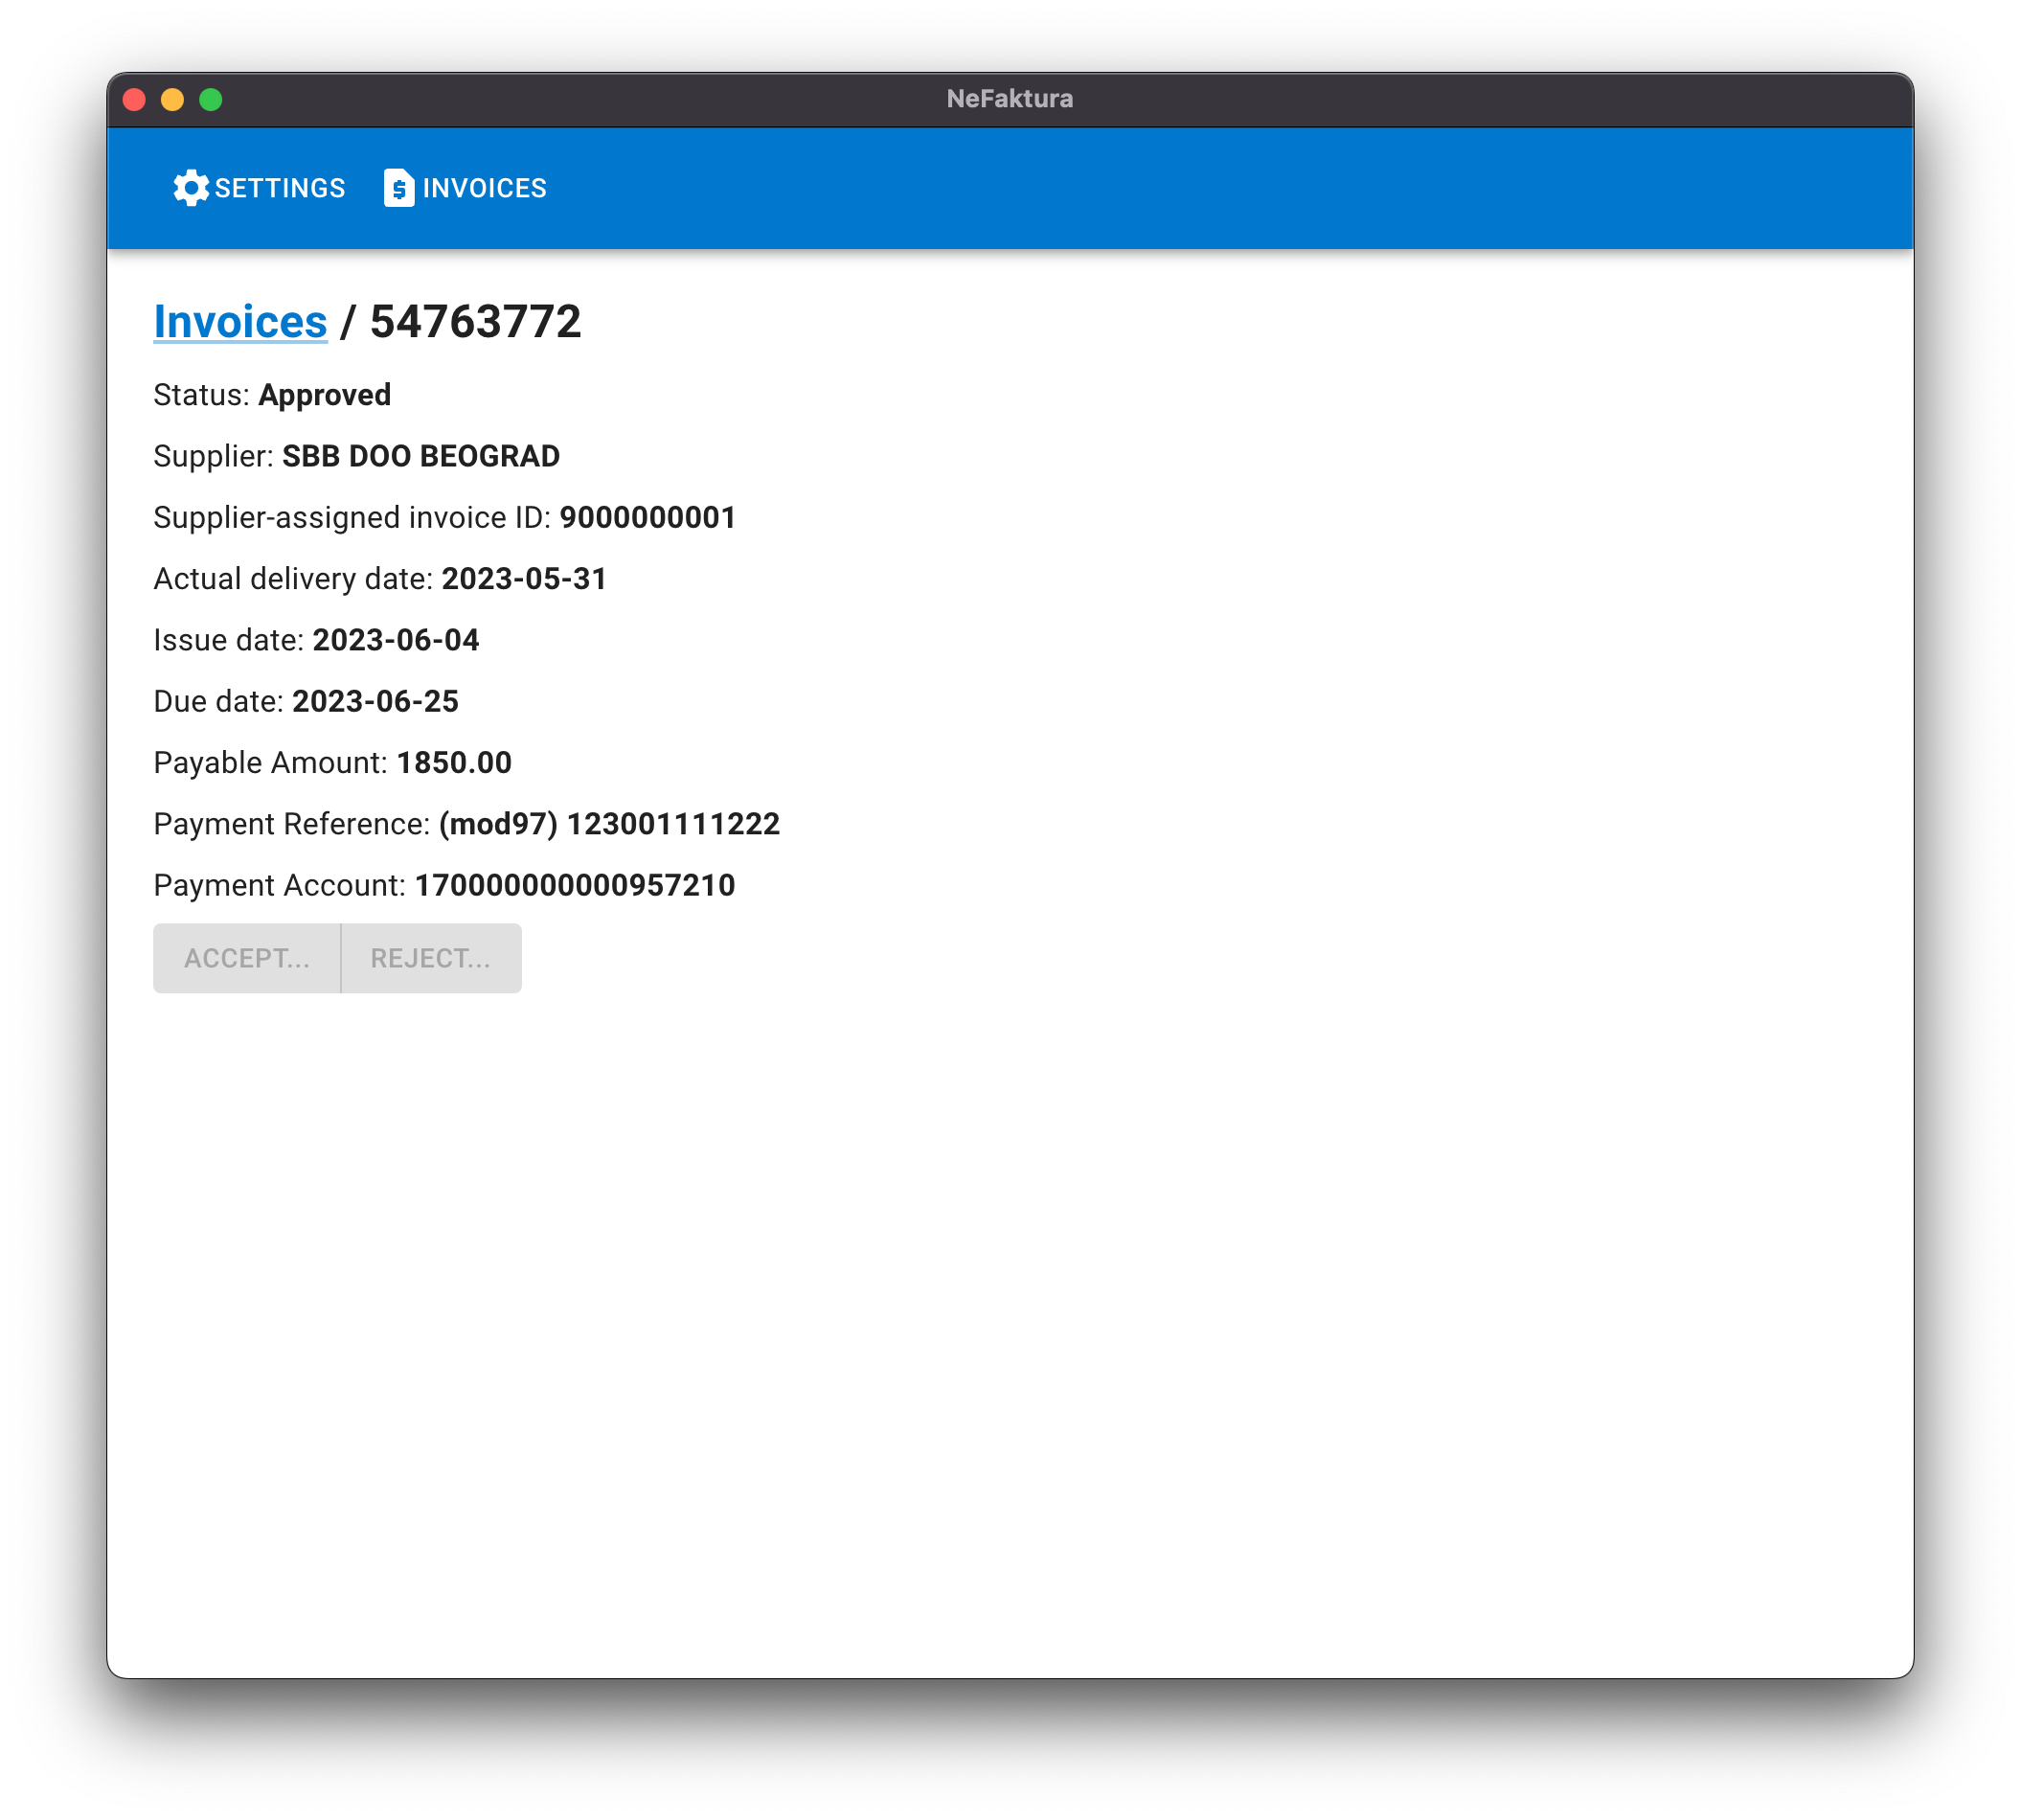 NeFaktura
SETTINGS INVOICES
Invoices / 54763772
Status: Approved
Supplier: SBB DOO BEOGRAD
Supplier-assigned invoice ID: 9000000001
Actual delivery date: 2023-05-31
Issue date: 2023-06-04
Due date: 2023-06-25
Payable Amount: 1850.00
Payment Reference: (mod97) 123001111222
Payment Account: 170000000000957210
ACCEPT... REJECT...